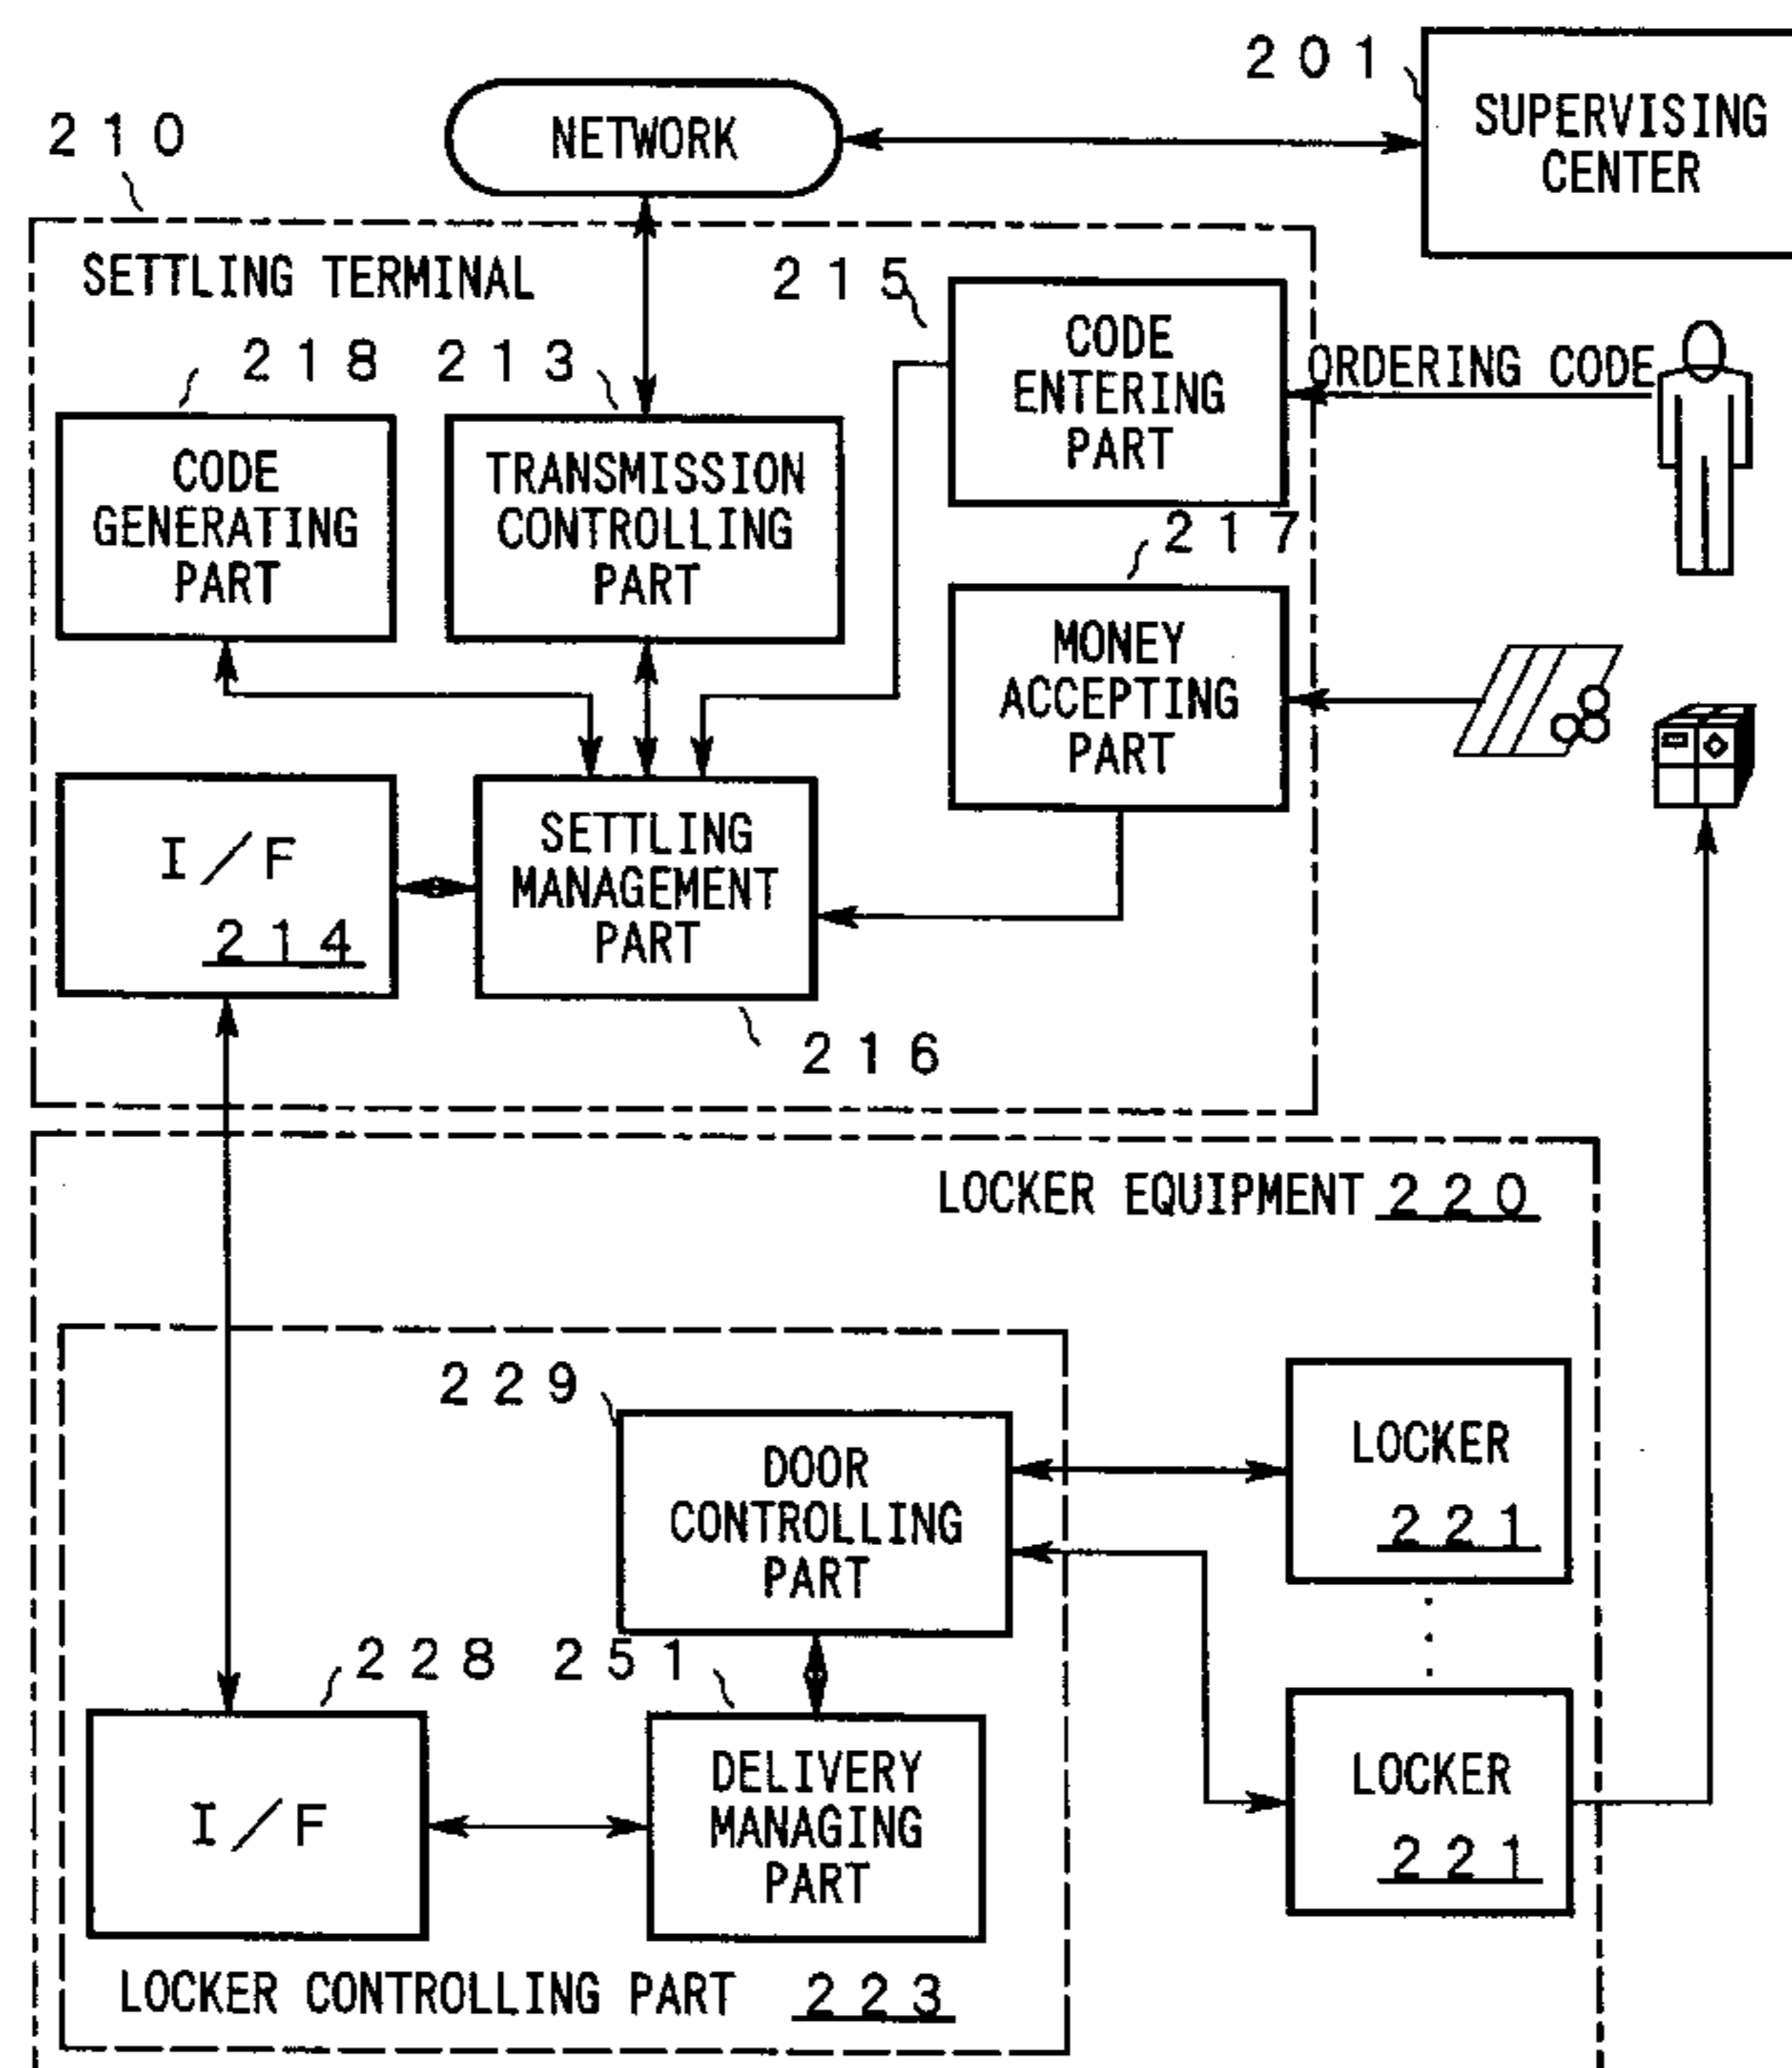 201
SUPERVISING
CENTER
NETWORK
210
SETTLING TERMINAL
215
CODE
ENTERING
PART
ORDERING CODE
218
213
CODE
GENERATING
PART
TRANSMISSION
CONTROLLING
PART
217
MONEY
ACCEPTING
PART
I/F
214
SETTLING
MANAGEMENT
PART
216
LOCKER EQUIPMENT 220
229
DOOR
CONTROLLING
PART
LOCKER
221
228
251
I/F
DELIVERY
MANAGING
PART
LOCKER
221
LOCKER CONTROLLING PART 223